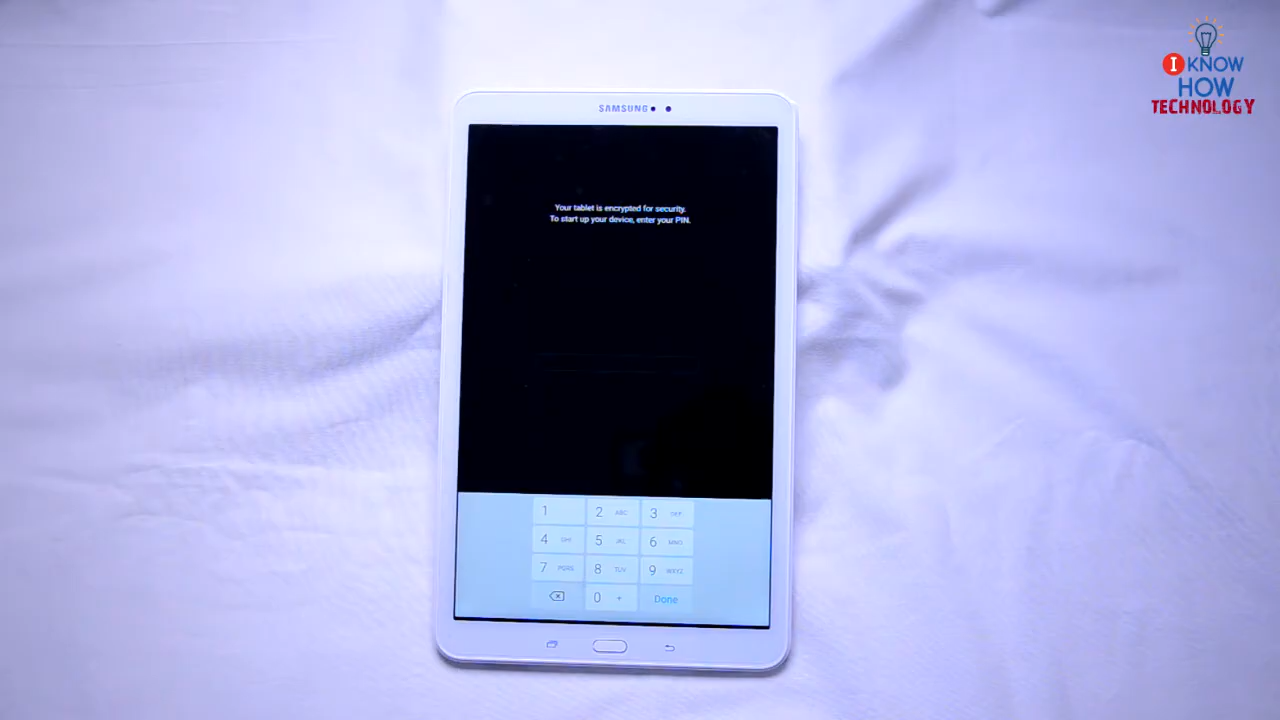 I KNOW
HOW
TECHNOLOGY
SAMSUNG
Your tablet is encrypted for security.
To start up your device, enter your PIN.
1
2 ABC
3 DEF
4 GHI
5 JKL
6 MNO
7 PQRS
8 TUV
9 WXYZ
0 +
Done